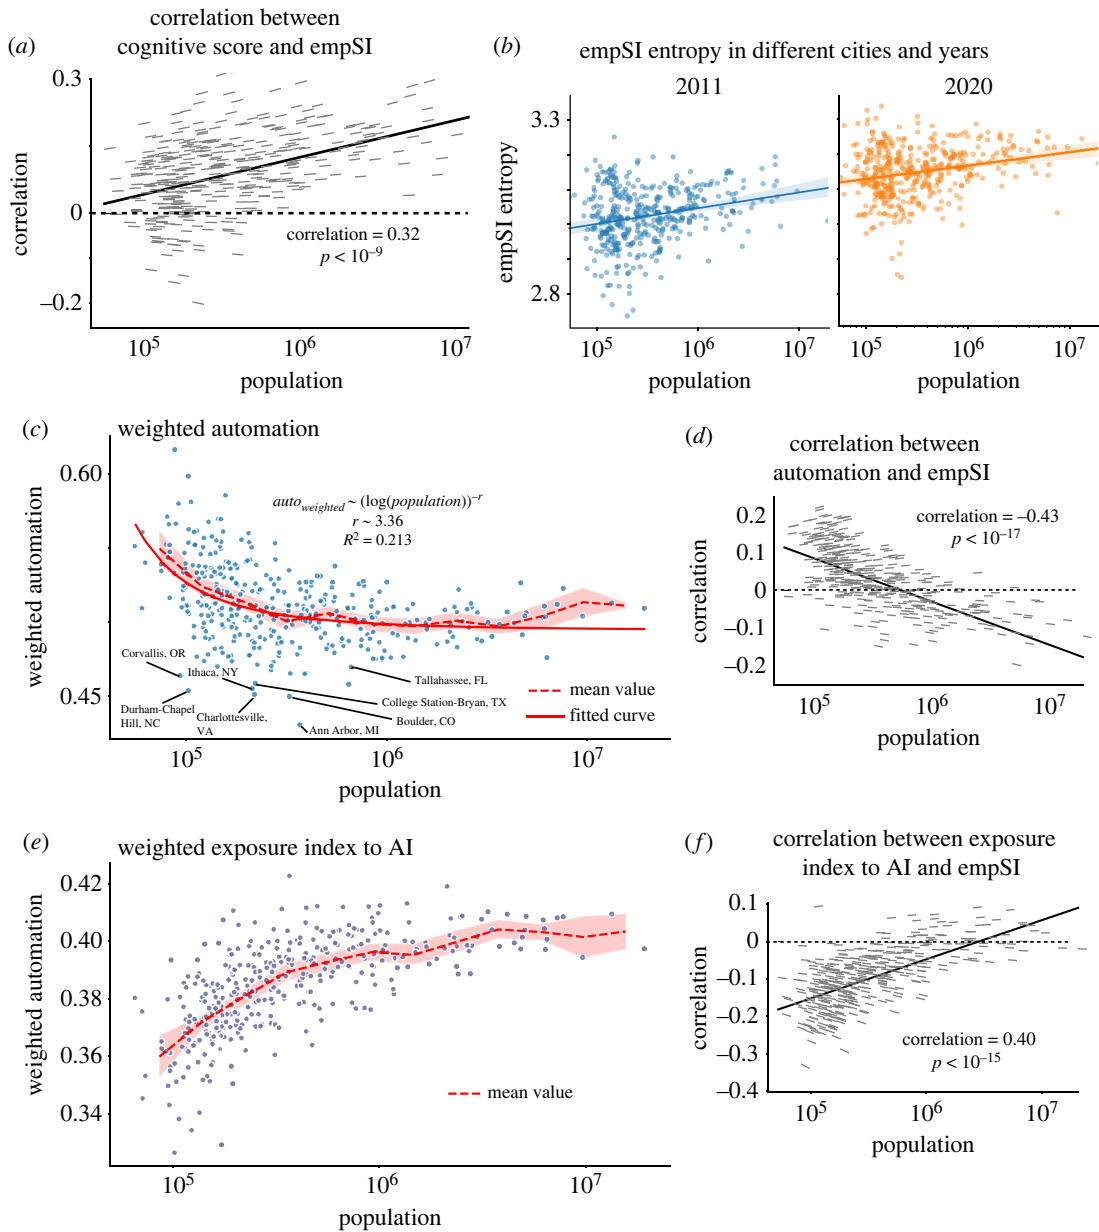 (a)
correlation between
cognitive score and empSI
0.3
0
–0.2
correlation
correlation = 0.32
p < 10⁻⁹
10⁵
10⁶
10⁷
population
(b)
empSI entropy in different cities and years
2011
2020
3.3
2.8
empSI entropy
10⁵
10⁶
10⁷
population
10⁵
10⁶
10⁷
population
(c)
weighted automation
0.60
0.45
weighted automation
auto_weighted ~ (log(population))⁻ʳ
r ~ 3.36
R² = 0.213
Corvallis, OR
Ithaca, NY
Durham-Chapel
Hill, NC
Charlottesville,
VA
Tallahassee, FL
College Station-Bryan, TX
Boulder, CO
Ann Arbor, MI
mean value
fitted curve
10⁵
10⁶
10⁷
population
(d)
correlation between
automation and empSI
0.2
0.1
0
–0.1
–0.2
correlation
correlation = –0.43
p < 10⁻¹⁷
10⁵
10⁶
10⁷
population
(e)
weighted exposure index to AI
0.42
0.40
0.38
0.36
0.34
weighted automation
mean value
10⁵
10⁶
10⁷
population
(f)
correlation between exposure
index to AI and empSI
0.1
0
–0.1
–0.2
–0.3
–0.4
correlation
correlation = 0.40
p < 10⁻¹⁵
10⁵
10⁶
10⁷
population